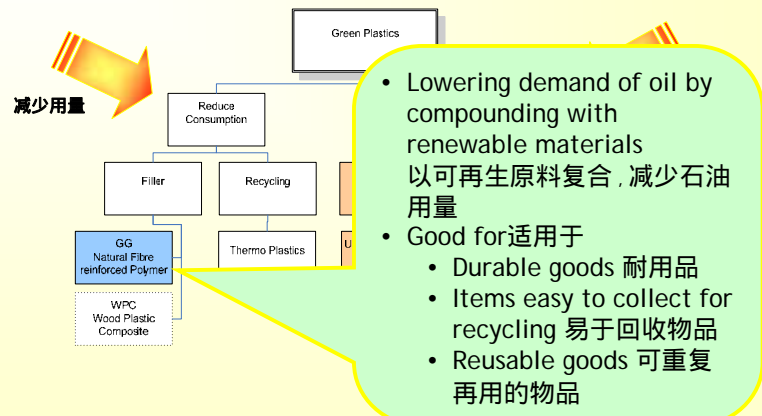 Green Plastics
减少用量
Reduce
Consumption
Filler
Recycling
GG
Natural Fibre
reinforced Polymer
Thermo Plastics
U
WPC
Wood Plastic
Composite
• Lowering demand of oil by
compounding with
renewable materials
以可再生原料复合，减少石油
用量
• Good for适用于
• Durable goods 耐用品
• Items easy to collect for
recycling 易于回收物品
• Reusable goods 可重复
再用的物品